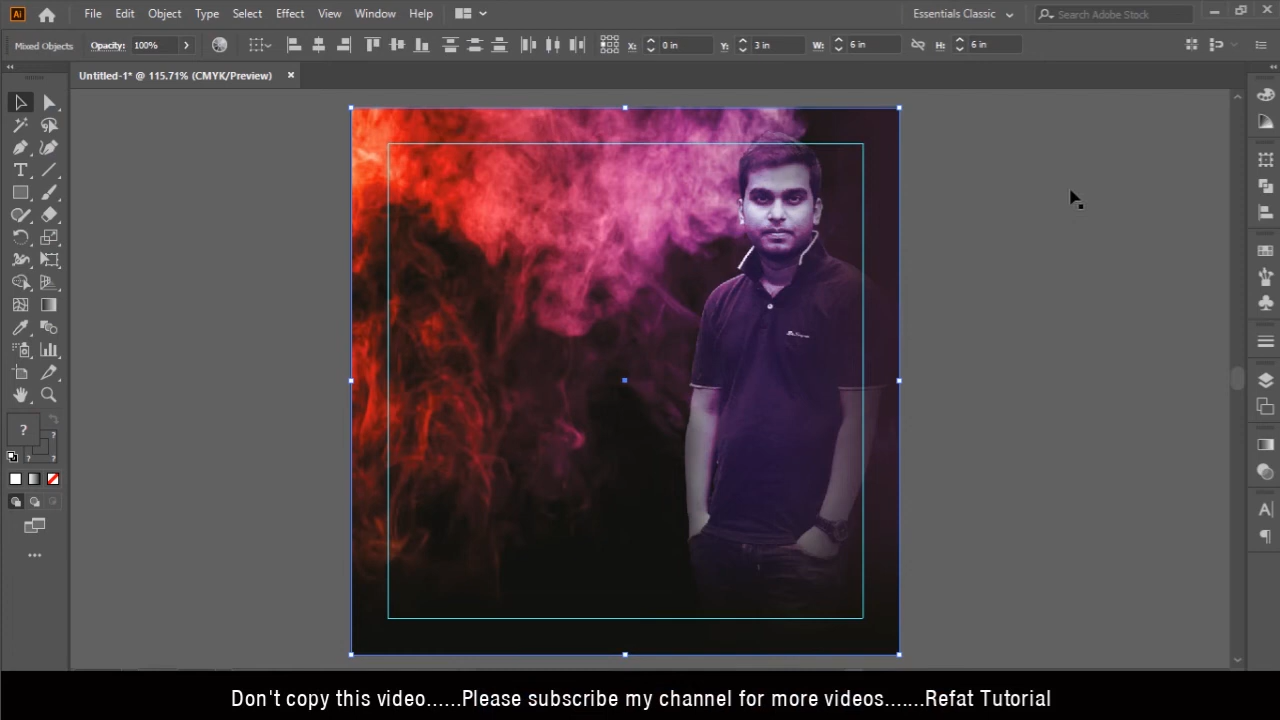 Ai File Edit Object Type Select Effect View Window Help Essentials Classic Search Adobe Stock
Mixed Objects Opacity: 100% X: 0 in Y: 3 in W: 6 in H: 6 in
Untitled-1* @ 115.71% (CMYK/Preview) ×
Don't copy this video......Please subscribe my channel for more videos.......Refat Tutorial